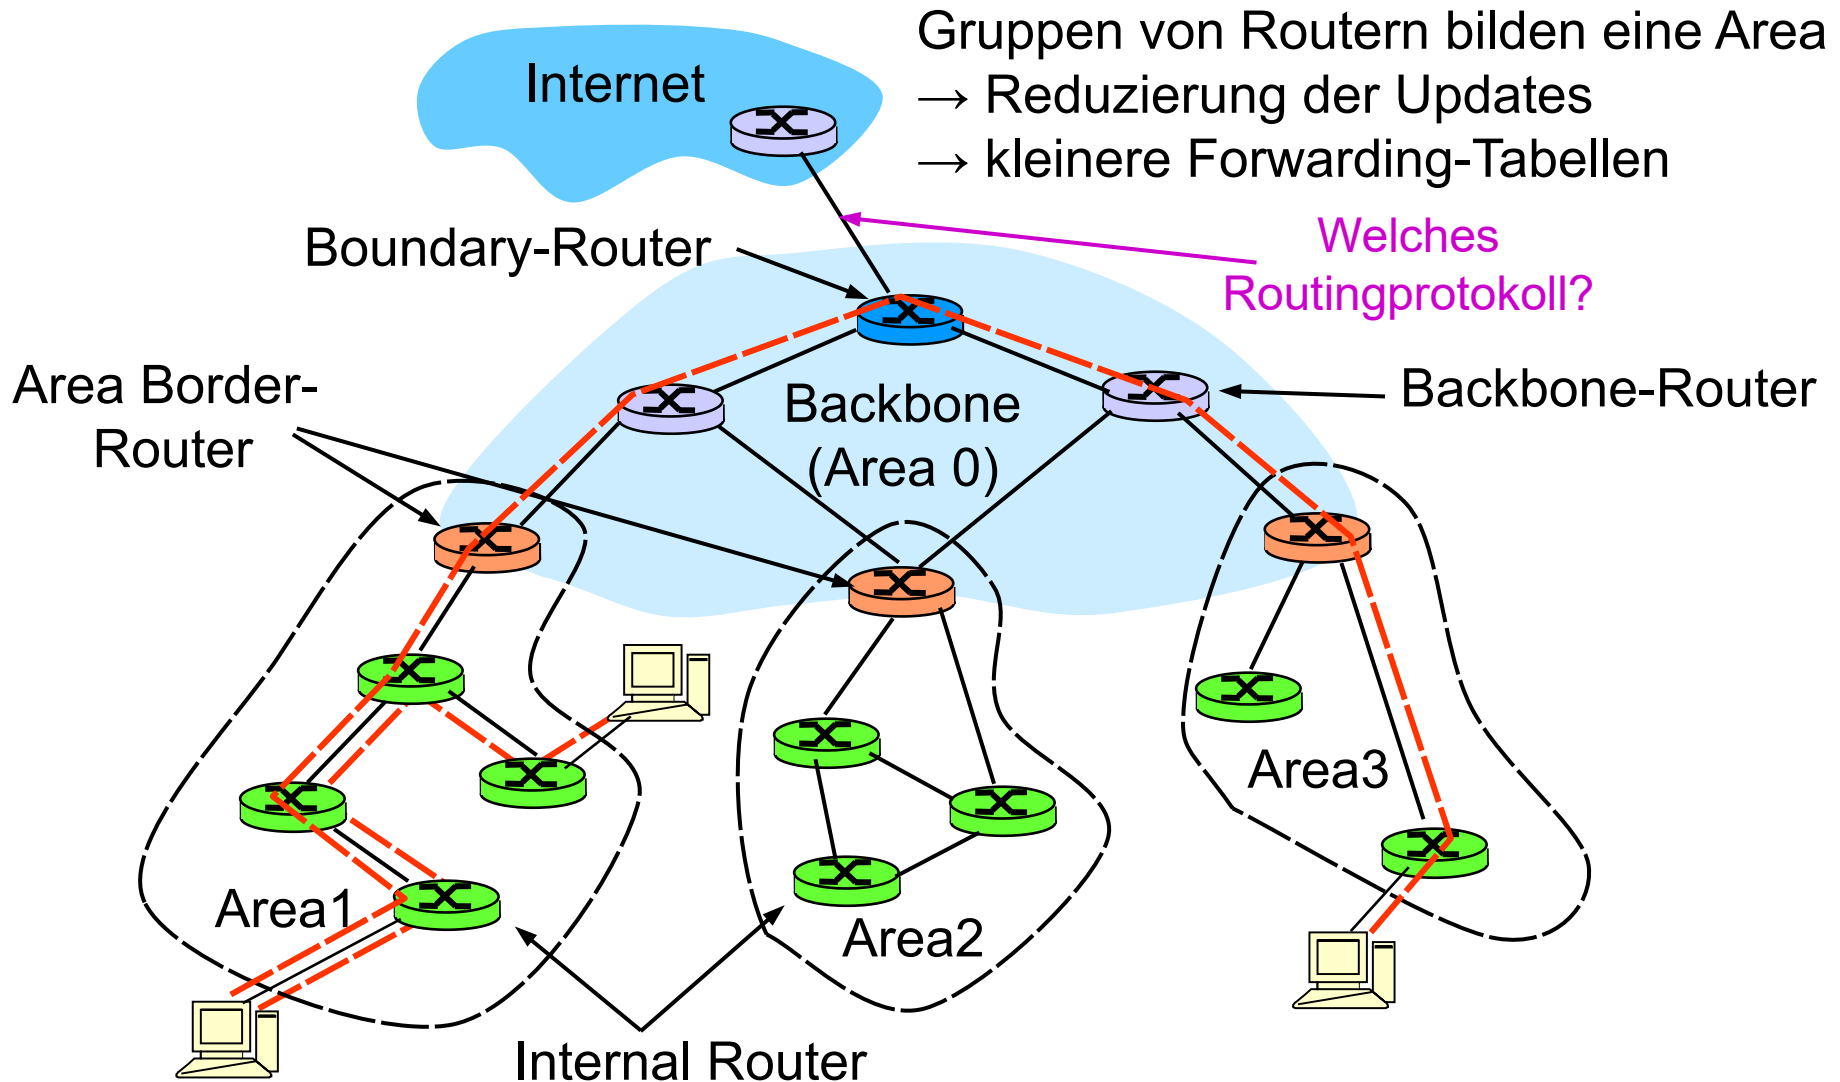 Gruppen von Routern bilden eine Area
→ Reduzierung der Updates
→ kleinere Forwarding-Tabellen
Internet
Welches
Routingprotokoll?
Boundary-Router
Area Border-
Router
Backbone
(Area 0)
Backbone-Router
Area3
Area1
Area2
Internal Router